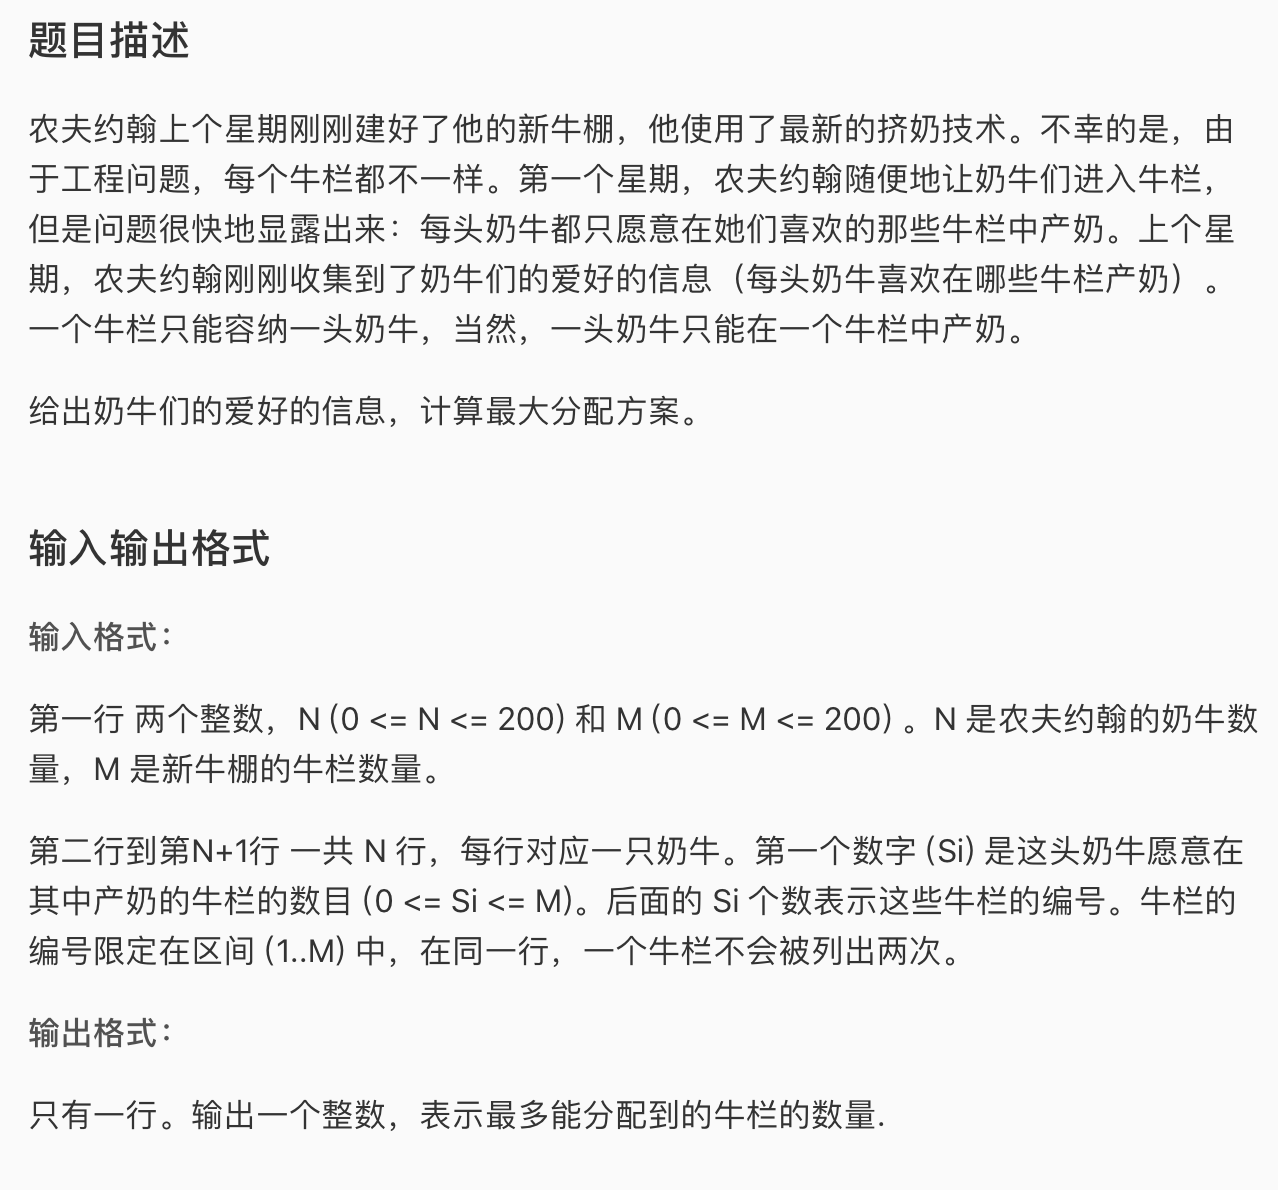 题目描述
农夫约翰上个星期刚刚建好了他的新牛棚，他使用了最新的挤奶技术。不幸的是，由
于工程问题，每个牛栏都不一样。第一个星期，农夫约翰随便地让奶牛们进入牛栏，
但是问题很快地显露出来：每头奶牛都只愿意在她们喜欢的那些牛栏中产奶。上个星
期，农夫约翰刚刚收集到了奶牛们的爱好的信息（每头奶牛喜欢在哪些牛栏产奶）。
一个牛栏只能容纳一头奶牛，当然，一头奶牛只能在一个牛栏中产奶。
给出奶牛们的爱好的信息，计算最大分配方案。
输入输出格式
输入格式：
第一行 两个整数，N (0 <= N <= 200) 和 M (0 <= M <= 200) 。N 是农夫约翰的奶牛数
量，M 是新牛棚的牛栏数量。
第二行到第N+1行 一共 N 行，每行对应一只奶牛。第一个数字 (Si) 是这头奶牛愿意在
其中产奶的牛栏的数目 (0 <= Si <= M)。后面的 Si 个数表示这些牛栏的编号。牛栏的
编号限定在区间 (1..M) 中，在同一行，一个牛栏不会被列出两次。
输出格式：
只有一行。输出一个整数，表示最多能分配到的牛栏的数量.